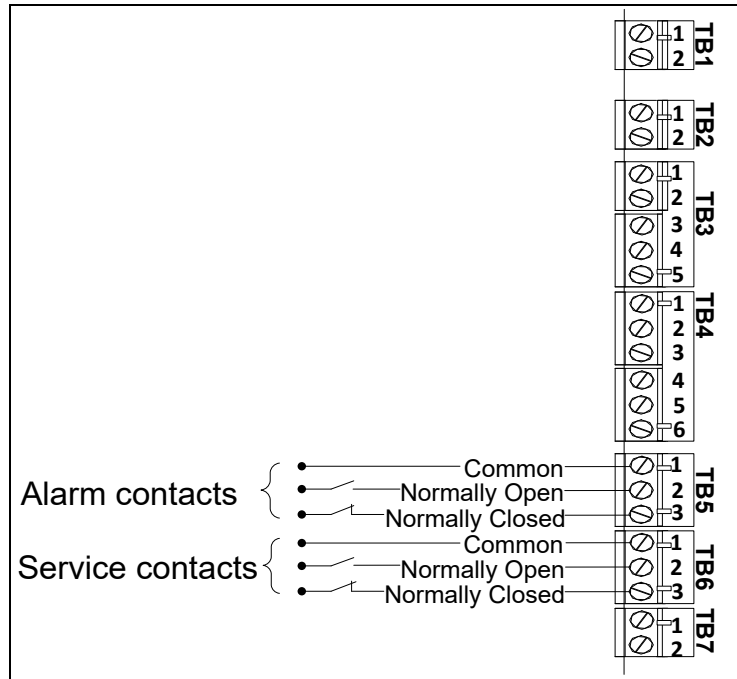 1
2
TB1
1
2
TB2
1
2
3
4
5
TB3
1
2
3
4
5
6
TB4
Alarm contacts
Common
Normally Open
Normally Closed
1
2
3
TB5
Service contacts
Common
Normally Open
Normally Closed
1
2
3
TB6
1
2
TB7